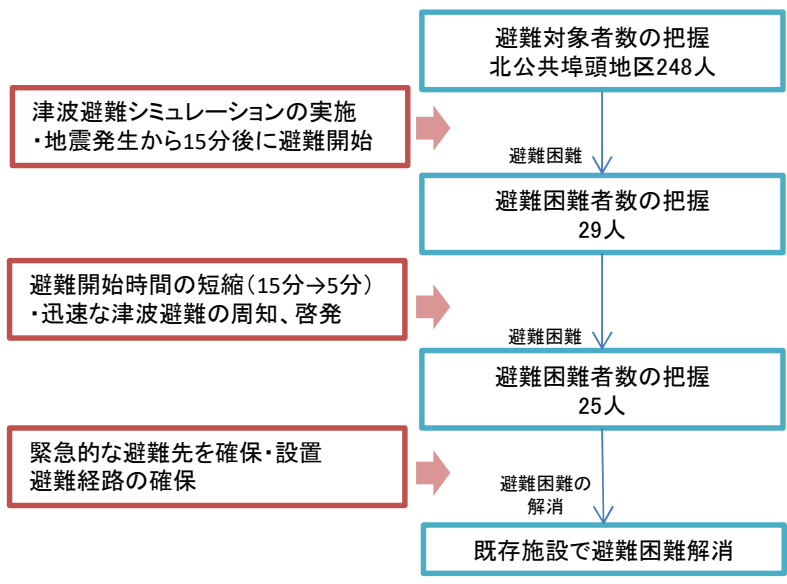 避難対象者数の把握
北公共埠頭地区248人
津波避難シミュレーションの実施
・地震発生から15分後に避難開始
避難困難
避難困難者数の把握
29人
避難開始時間の短縮（15分→5分）
・迅速な津波避難の周知、啓発
避難困難
避難困難者数の把握
25人
緊急的な避難先を確保・設置
避難経路の確保
避難困難の
解消
既存施設で避難困難解消